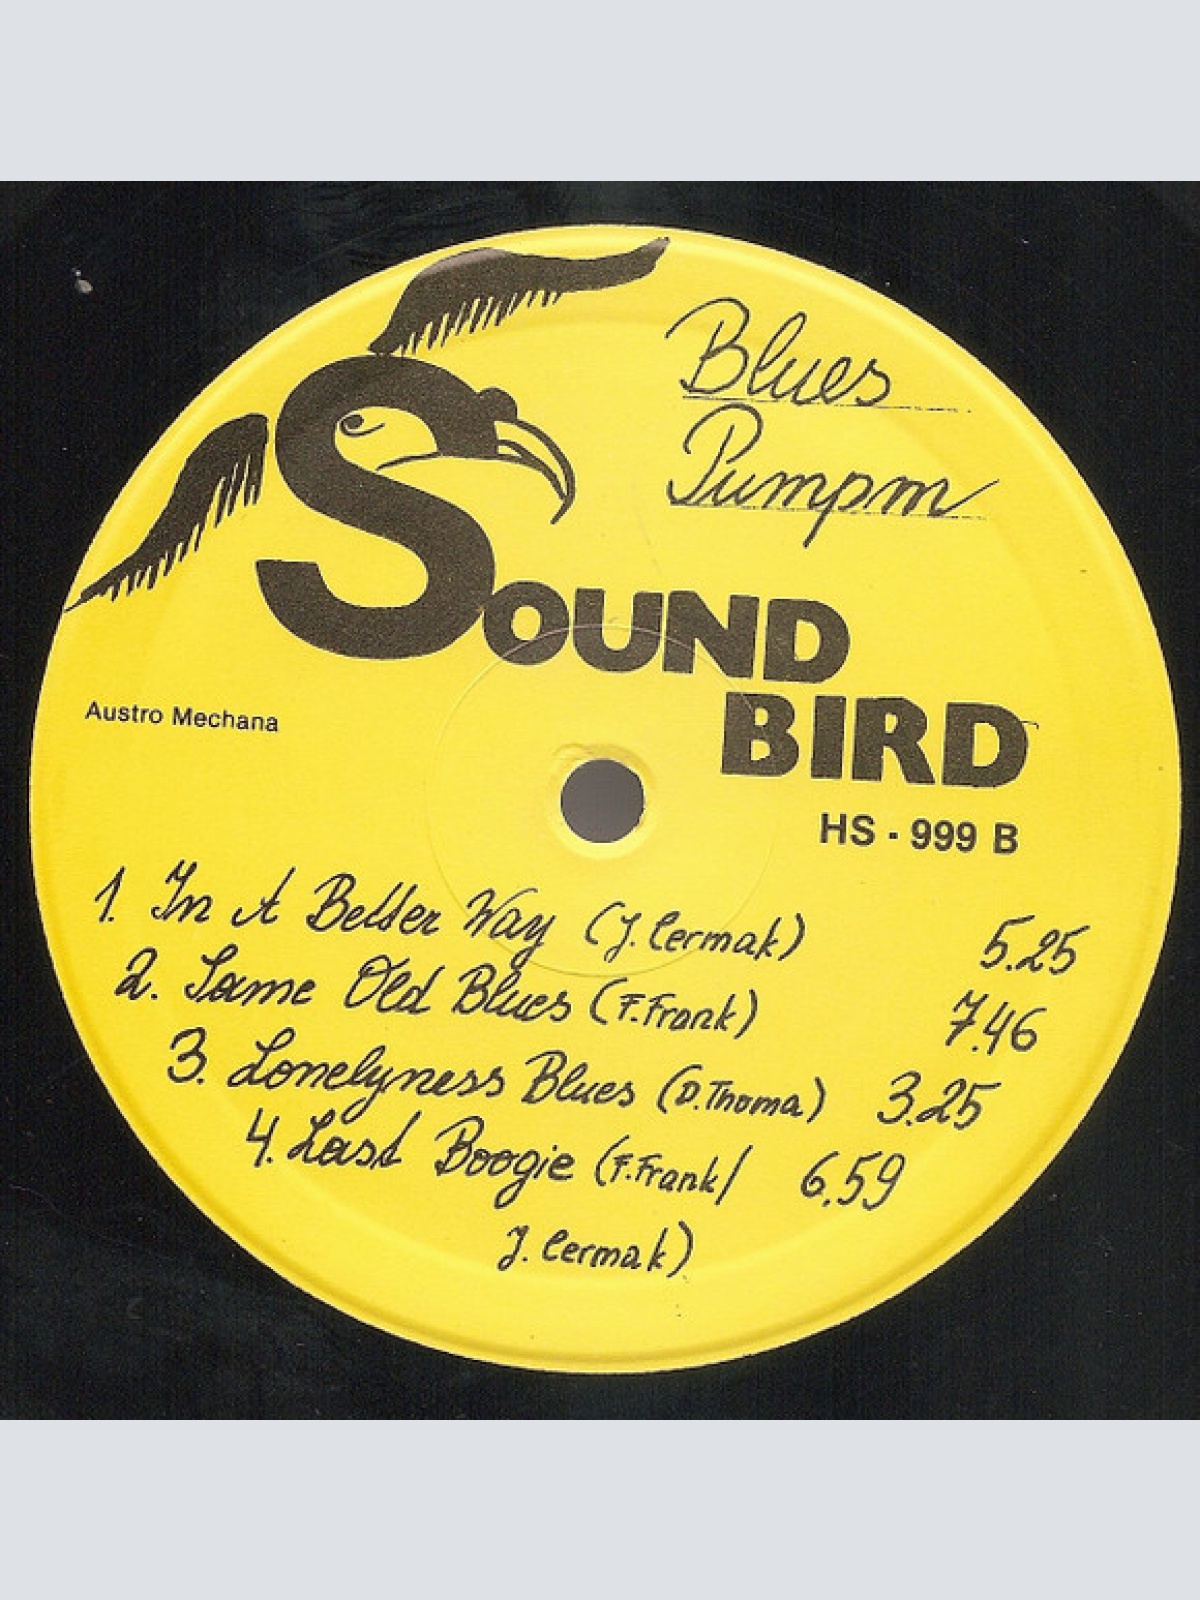 Blues
Pumpm
SOUND
BIRD
Austro Mechana
HS - 999 B
1. In A Better Way (J. Cermak) 5.25
2. Same Old Blues (F. Frank) 7.46
3. Lonelyness Blues (D. Thoma) 3.25
4. Last Boogie (F. Frank/ 6.59
J. Cermak)